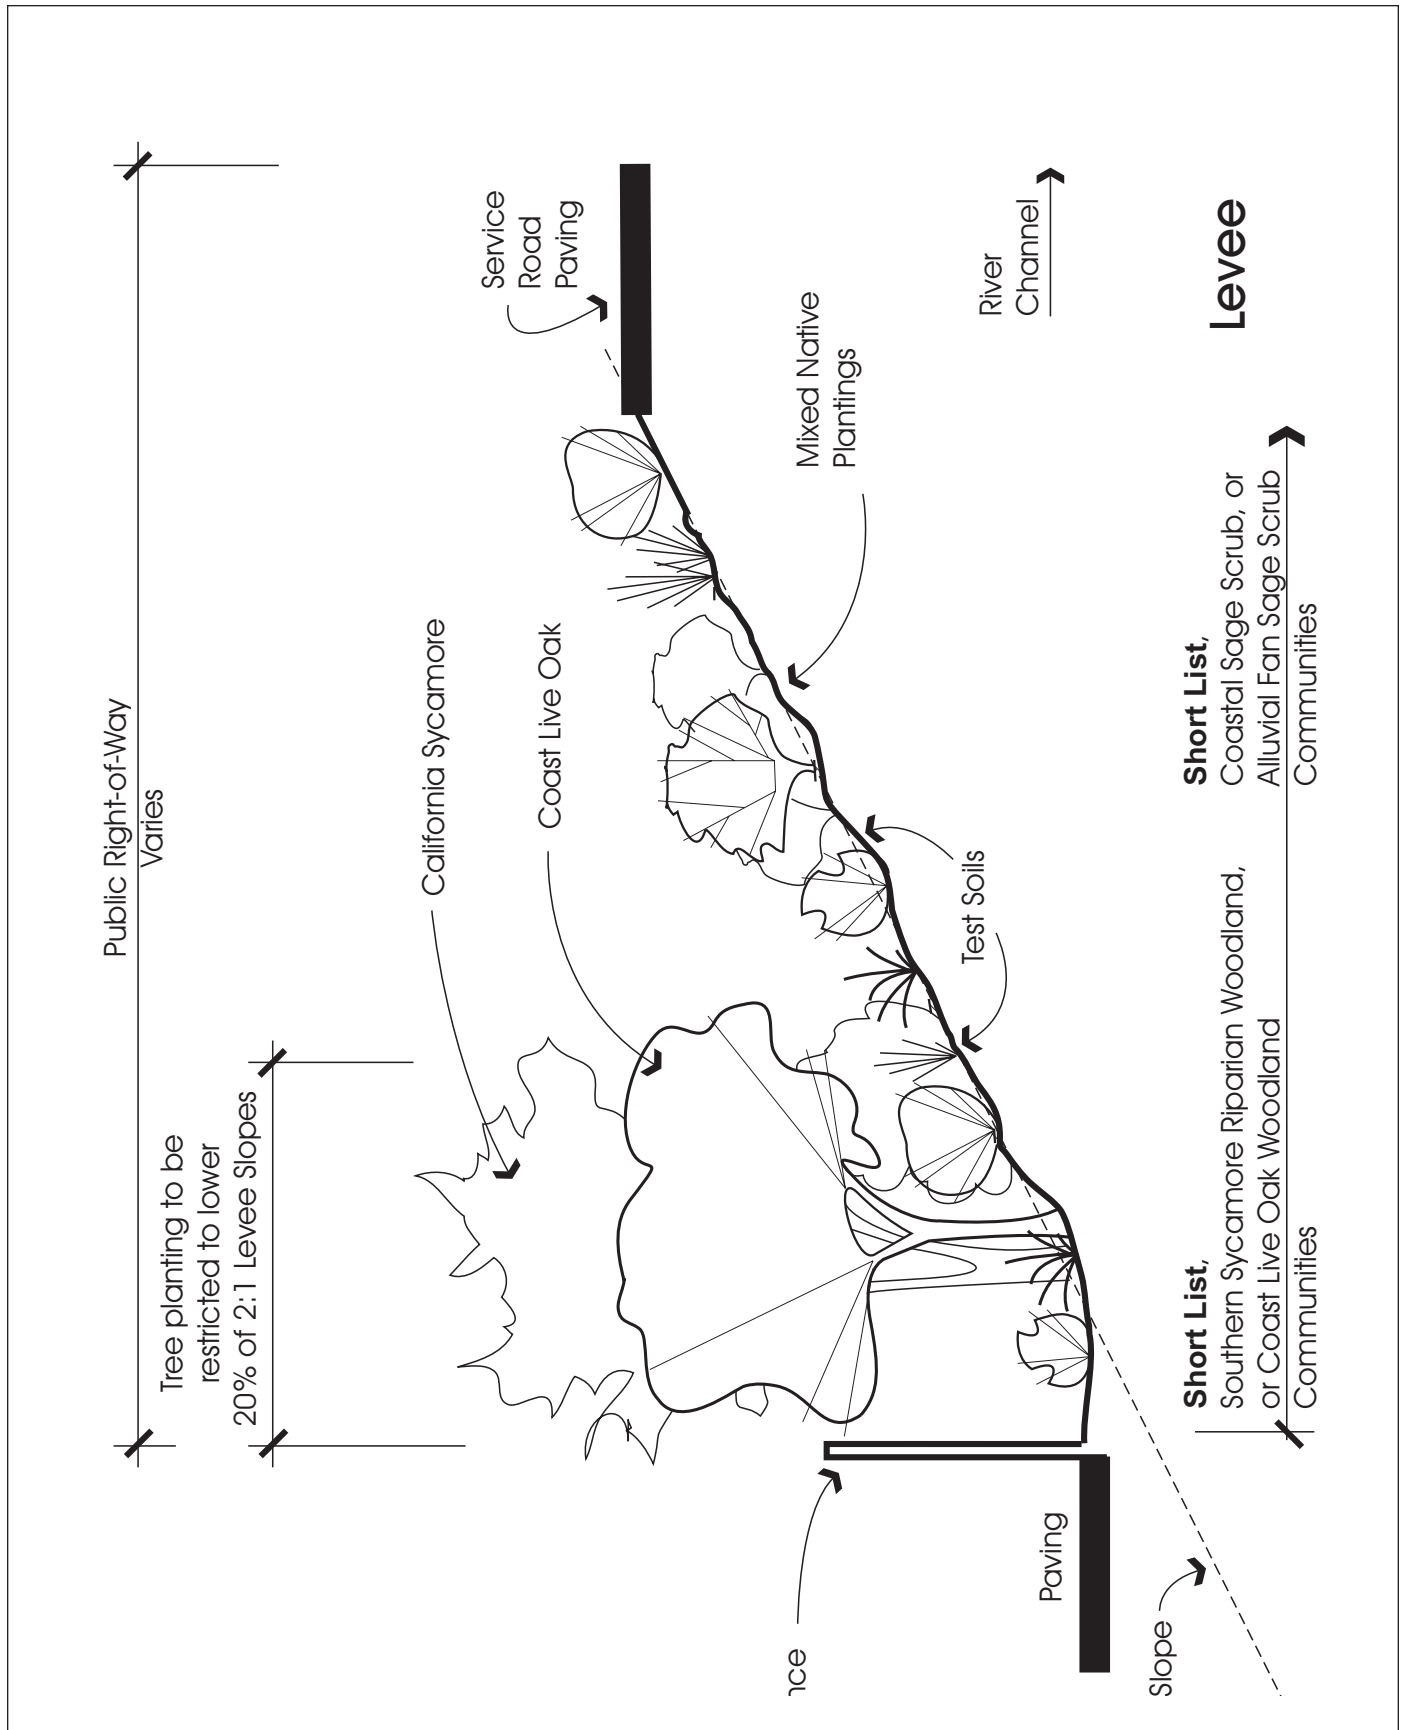 Public Right-of-Way
Varies
Tree planting to be
restricted to lower
20% of 2:1 Levee Slopes
California Sycamore
Coast Live Oak
Service
Road
Paving
Mixed Native
Plantings
Test Soils
River
Channel
nce
Paving
Slope
Short List,
Southern Sycamore Riparian Woodland,
or Coast Live Oak Woodland
Communities
Short List,
Coastal Sage Scrub, or
Alluvial Fan Sage Scrub
Communities
Levee